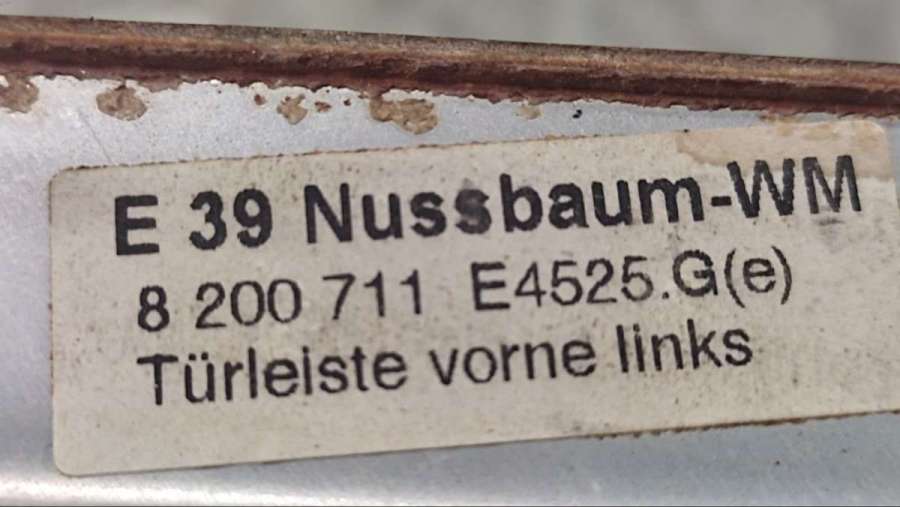 E 39 Nussbaum-WM
8 200 711 E4525.G(e)
Türleiste vorne links